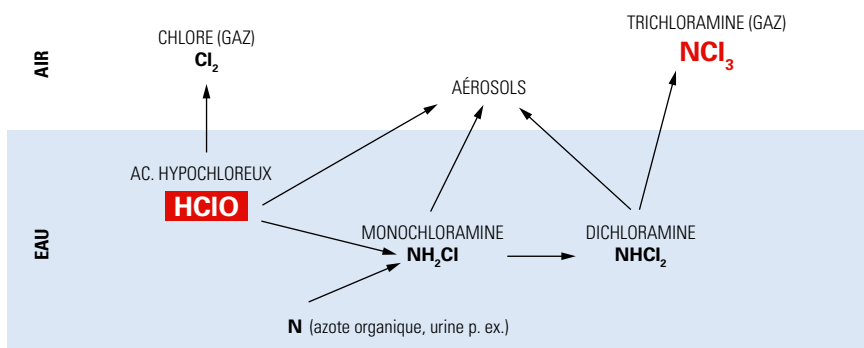 TRICHLORAMINE (GAZ)
NCl₃
CHLORE (GAZ)
Cl₂
AIR
AÉROSOLS
AC. HYPOCHLOREUX
HClO
MONOCHLORAMINE
NH₂Cl
DICHLORAMINE
NHCl₂
EAU
N (azote organique, urine p. ex.)